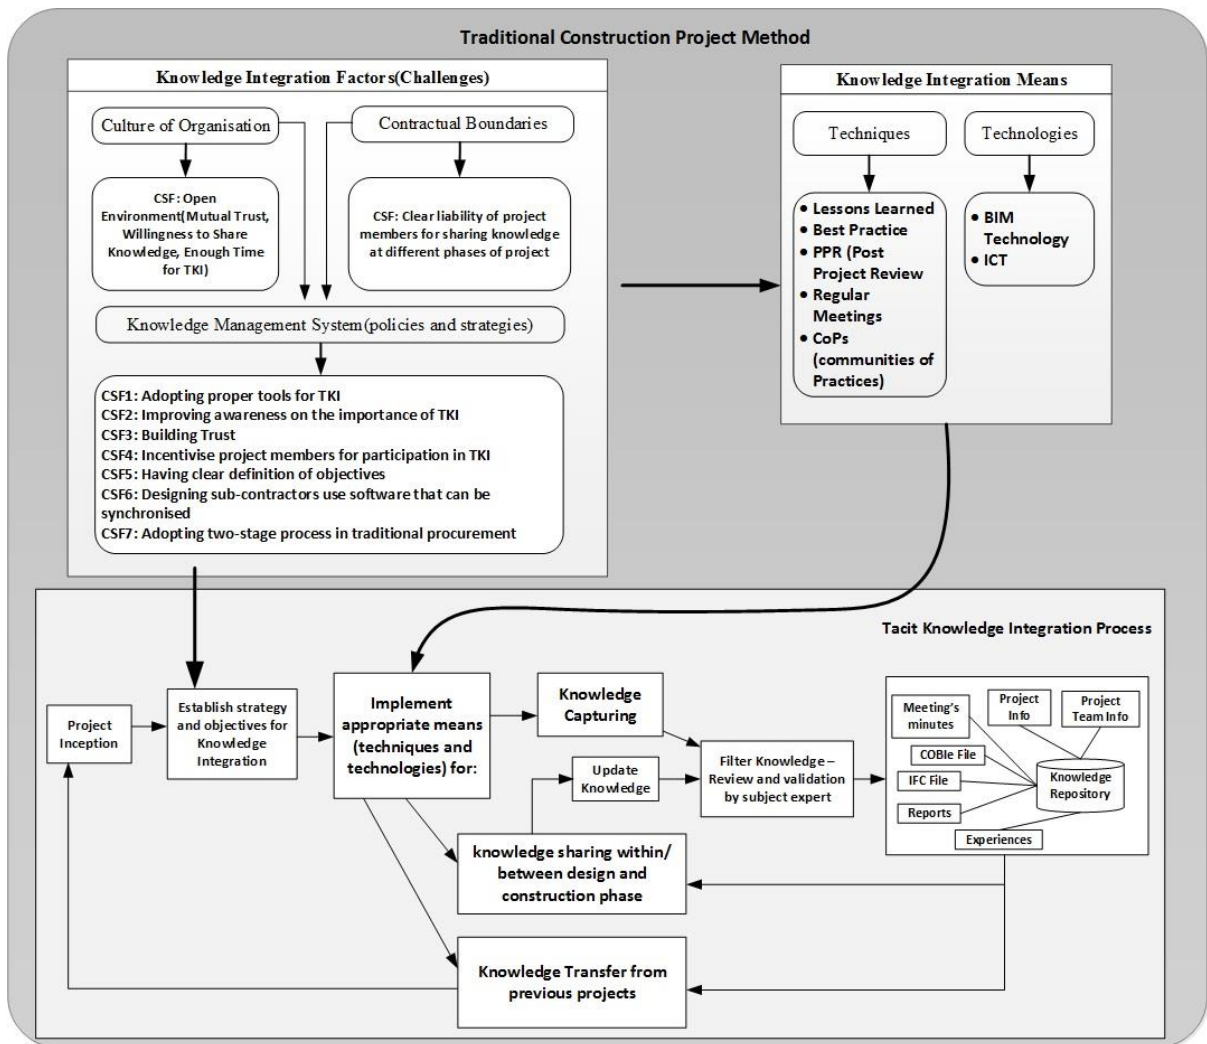 Traditional Construction Project Method
Knowledge Integration Factors(Challenges)
Culture of Organisation
Contractual Boundaries
CSF: Open
Environment(Mutual Trust,
Willingness to Share
Knowledge, Enough Time
for TKI)
CSF: Clear liability of project
members for sharing knowledge
at different phases of project
Knowledge Management System(policies and strategies)
CSF1: Adopting proper tools for TKI
CSF2: Improving awareness on the importance of TKI
CSF3: Building Trust
CSF4: Incentivise project members for participation in TKI
CSF5: Having clear definition of objectives
CSF6: Designing sub-contractors use software that can be
synchronised
CSF7: Adopting two-stage process in traditional procurement
Knowledge Integration Means
Techniques
Technologies
• Lessons Learned
• Best Practice
• PPR (Post
Project Review
• Regular
Meetings
• CoPs
(communities of
Practices)
• BIM
Technology
• ICT
Tacit Knowledge Integration Process
Project
Inception
Establish strategy
and objectives for
Knowledge
Integration
Implement
appropriate means
(techniques and
technologies) for:
Knowledge
Capturing
Update
Knowledge
Filter Knowledge –
Review and validation
by subject expert
knowledge sharing within/
between design and
construction phase
Knowledge Transfer from
previous projects
Meeting's
minutes
Project
Info
Project
Team Info
COBIe File
IFC File
Reports
Experiences
Knowledge
Repository